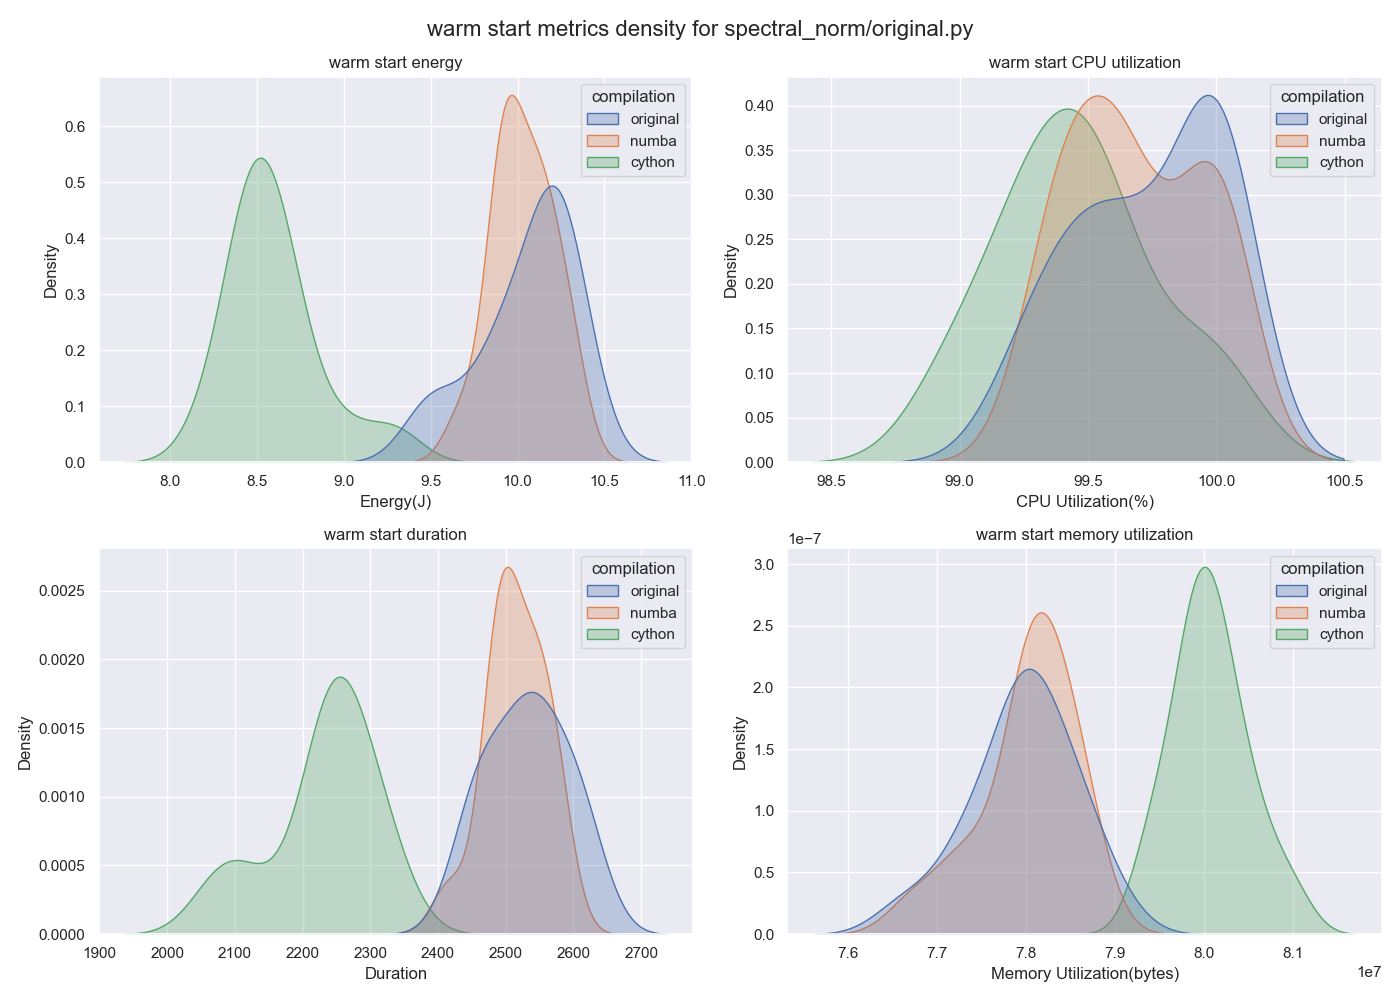 warm start metrics density for spectral_norm/original.py
warm start energy
compilation
original
numba
cython
Density
0.6
0.5
0.4
0.3
0.2
0.1
0.0
8.0 8.5 9.0 9.5 10.0 10.5 11.0
Energy(J)
warm start CPU utilization
compilation
original
numba
cython
Density
0.40
0.35
0.30
0.25
0.20
0.15
0.10
0.05
0.00
98.5 99.0 99.5 100.0 100.5
CPU Utilization(%)
warm start duration
compilation
original
numba
cython
Density
0.0025
0.0020
0.0015
0.0010
0.0005
0.0000
1900 2000 2100 2200 2300 2400 2500 2600 2700
Duration
warm start memory utilization
1e−7
compilation
original
numba
cython
Density
3.0
2.5
2.0
1.5
1.0
0.5
0.0
7.6 7.7 7.8 7.9 8.0 8.1
1e7
Memory Utilization(bytes)